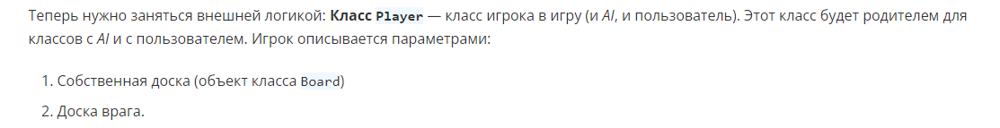 Теперь нужно заняться внешней логикой: Класс Player — класс игрока в игру (и AI, и пользователь). Этот класс будет родителем для
классов с AI и с пользователем. Игрок описывается параметрами:
1. Собственная доска (объект класса Board)
2. Доска врага.